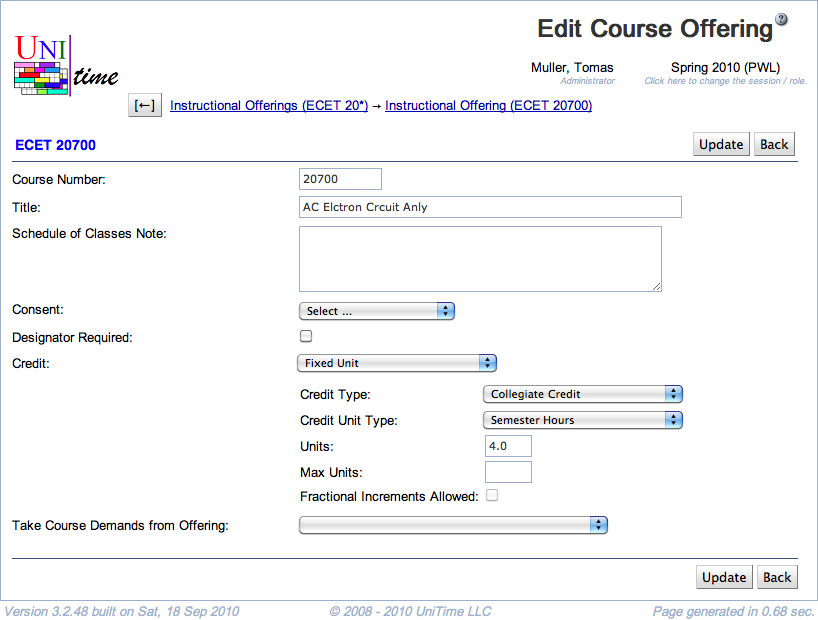 Edit Course Offering ?
UNI time
Muller, Tomas Spring 2010 (PWL)
Administrator Click here to change the session / role.
[←] Instructional Offerings (ECET 20*) → Instructional Offering (ECET 20700)
ECET 20700 Update Back
Course Number: 20700
Title: AC Elctron Crcuit Anly
Schedule of Classes Note:
Consent: Select ...
Designator Required:
Credit: Fixed Unit
Credit Type: Collegiate Credit
Credit Unit Type: Semester Hours
Units: 4.0
Max Units:
Fractional Increments Allowed:
Take Course Demands from Offering:
Update Back
Version 3.2.48 built on Sat, 18 Sep 2010 © 2008 - 2010 UniTime LLC Page generated in 0.68 sec.